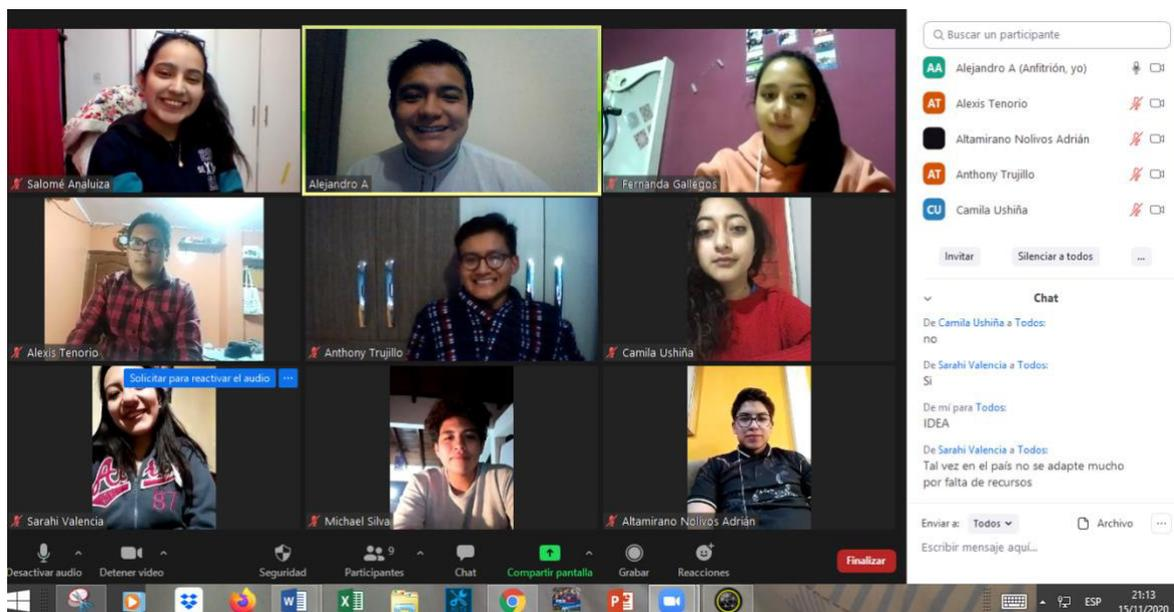 Salomé Analuiza
Alejandro A
Fernanda Gallegos
Alexis Tenorio
Anthony Trujillo
Camila Ushiña
Solicitar para reactivar el audio ...
87
Sarahi Valencia
Michael Silva
Altamirano Nolivos Adrián
Desactivar audio
Detener video
Seguridad
Participantes 9
Chat
Compartir pantalla
Grabar
Reacciones
Finalizar
Buscar un participante
AA Alejandro A (Anfitrión, yo)
AT Alexis Tenorio
Altamirano Nolivos Adrián
AT Anthony Trujillo
CU Camila Ushiña
Invitar
Silenciar a todos
...
Chat
De Camila Ushiña a Todos:
no
De Sarahi Valencia a Todos:
Si
De mí para Todos:
IDEA
De Sarahi Valencia a Todos:
Tal vez en el país no se adapte mucho
por falta de recursos
Enviar a: Todos
Archivo
...
Escribir mensaje aquí...
ESP
21:13
15/11/2020